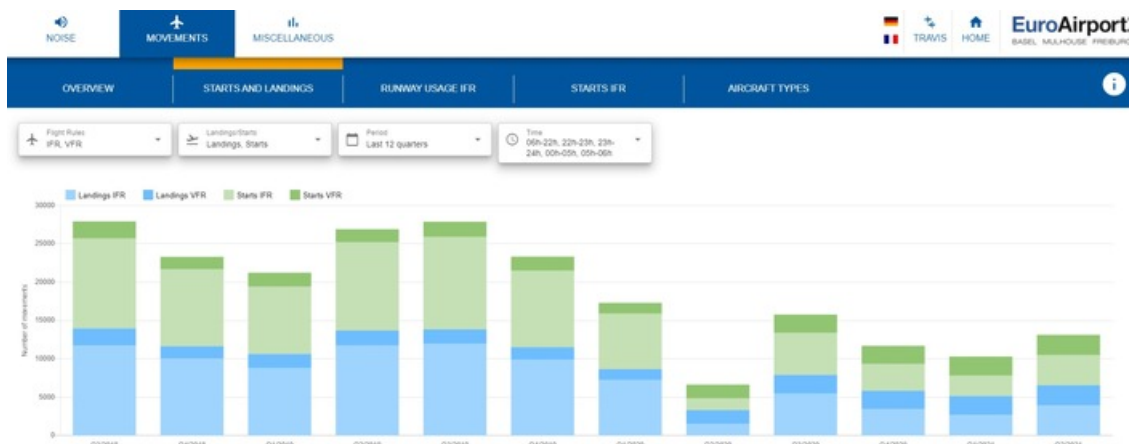 NOISE
MOVEMENTS
MISCELLANEOUS
TRAVIS
HOME
EuroAirport
BASEL MULHOUSE FREIBURG
OVERVIEW
STARTS AND LANDINGS
RUNWAY USAGE IFR
STARTS IFR
AIRCRAFT TYPES
i
Flight Rules
IFR, VFR
Landings/Starts
Landings, Starts
Period
Last 12 quarters
Time
06h-22h, 22h-23h, 23h-
24h, 00h-05h, 05h-06h
Landings IFR
Landings VFR
Starts IFR
Starts VFR
Number of movements
30000
25000
20000
15000
10000
5000
0